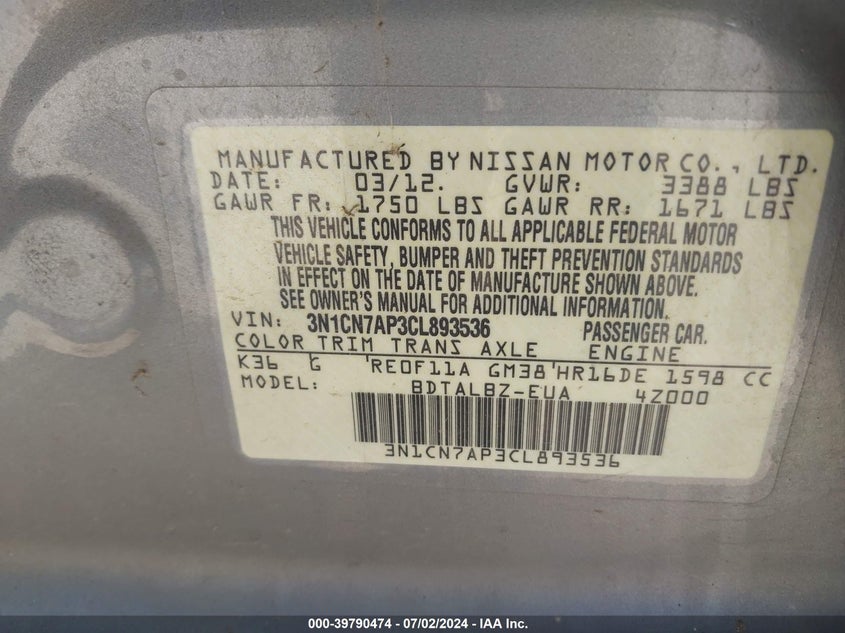 MANUFACTURED BY NISSAN MOTOR CO., LTD.
DATE: 03/12. GVWR: 3388 LBS
GAWR FR: 1750 LBS GAWR RR: 1671 LBS
THIS VEHICLE CONFORMS TO ALL APPLICABLE FEDERAL MOTOR
VEHICLE SAFETY, BUMPER AND THEFT PREVENTION STANDARDS
IN EFFECT ON THE DATE OF MANUFACTURE SHOWN ABOVE.
SEE OWNER'S MANUAL FOR ADDITIONAL INFORMATION.
VIN: 3N1CN7AP3CL893536 PASSENGER CAR.
COLOR TRIM TRANS AXLE ENGINE
K36 G RE0F11A GM38 HR16DE 1598 CC
MODEL: BDTALBZ-EUA 4Z000
3N1CN7AP3CL893536
000-39790474 / 07/02/2024 - IAA Inc.